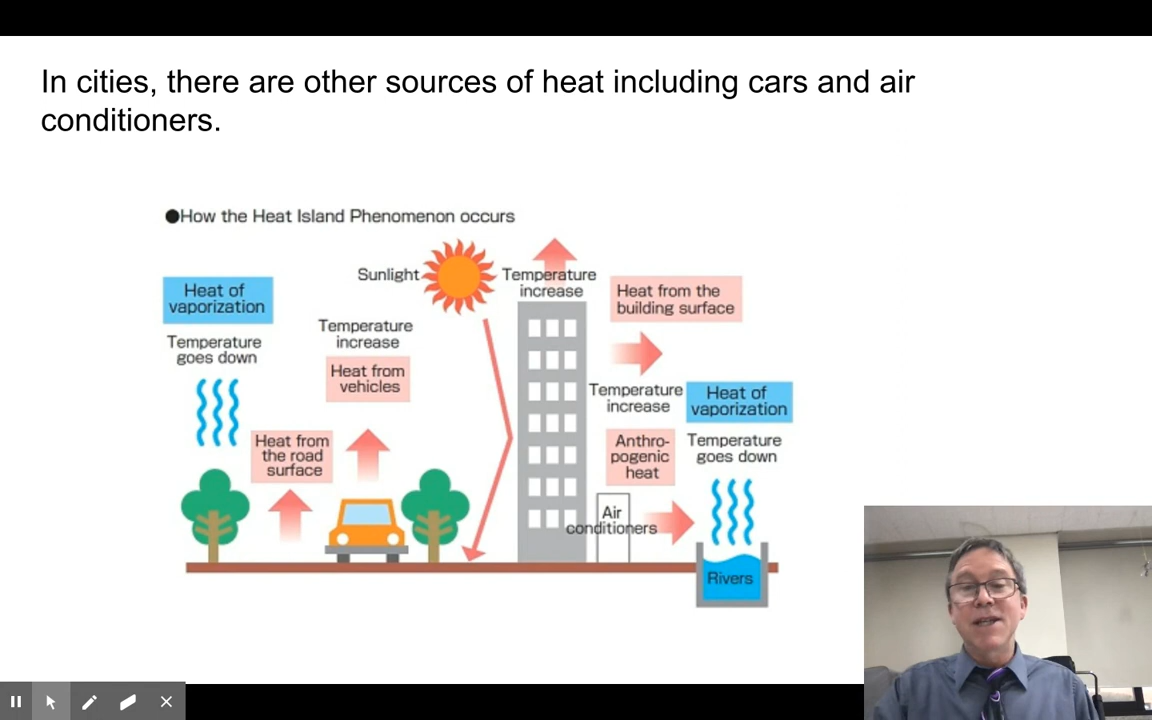 In cities, there are other sources of heat including cars and air
conditioners.
●How the Heat Island Phenomenon occurs
Heat of
vaporization
Temperature
goes down
Sunlight
Temperature
increase
Heat from
vehicles
Heat from
the road
surface
Temperature
increase
Heat from the
building surface
Temperature
increase
Anthro-
pogenic
heat
Air
conditioners
Heat of
vaporization
Temperature
goes down
Rivers